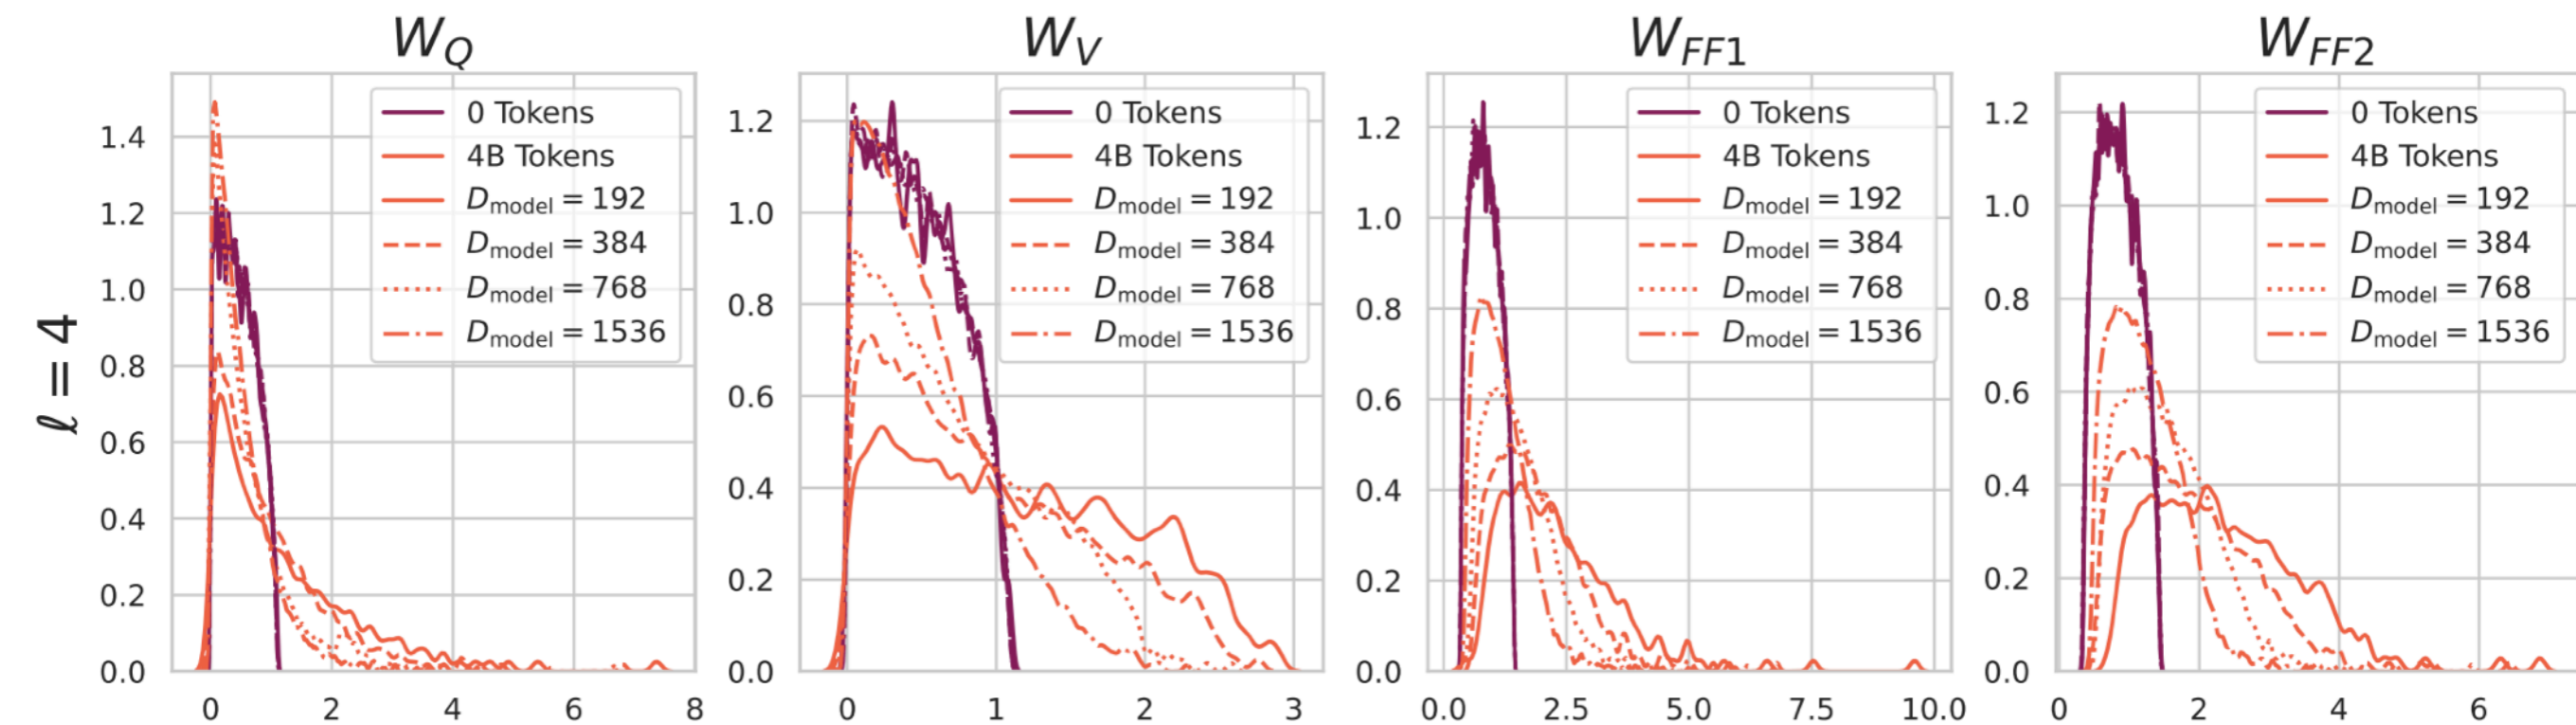 W_Q
1.4
1.2
1.0
0.8
0.6
0.4
0.2
0.0
0 2 4 6 8
ℓ = 4
0 Tokens
4B Tokens
D_model = 192
D_model = 384
D_model = 768
D_model = 1536
W_V
1.2
1.0
0.8
0.6
0.4
0.2
0.0
0 1 2 3
0 Tokens
4B Tokens
D_model = 192
D_model = 384
D_model = 768
D_model = 1536
W_FF1
1.2
1.0
0.8
0.6
0.4
0.2
0.0
0.0 2.5 5.0 7.5 10.0
0 Tokens
4B Tokens
D_model = 192
D_model = 384
D_model = 768
D_model = 1536
W_FF2
1.2
1.0
0.8
0.6
0.4
0.2
0.0
0 2 4 6
0 Tokens
4B Tokens
D_model = 192
D_model = 384
D_model = 768
D_model = 1536